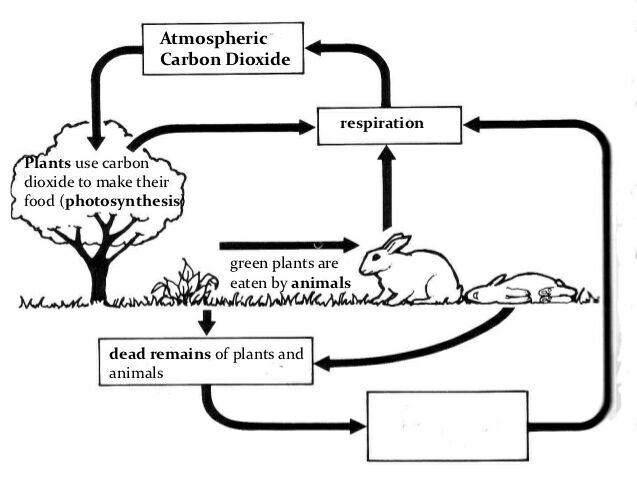 Atmospheric
Carbon Dioxide
respiration
Plants use carbon
dioxide to make their
food (photosynthesis)
green plants are
eaten by animals
dead remains of plants and
animals